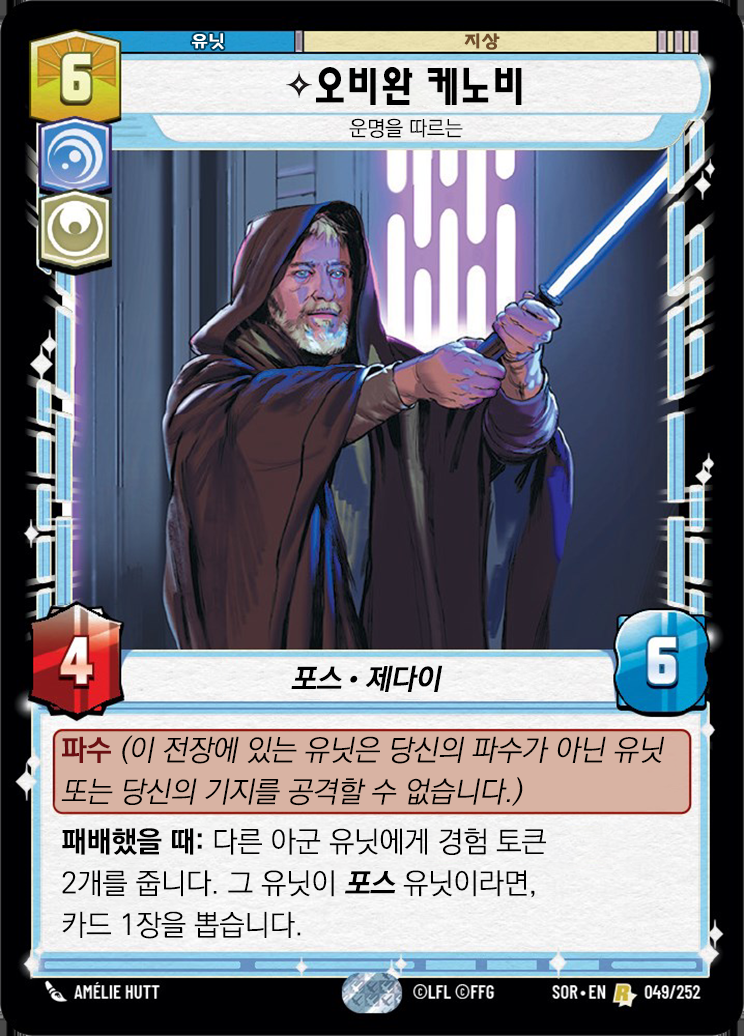 유닛
지상
6
✧오비완 케노비
운명을 따르는
4
6
포스 • 제다이
파수 (이 전장에 있는 유닛은 당신의 파수가 아닌 유닛
또는 당신의 기지를 공격할 수 없습니다.)
패배했을 때: 다른 아군 유닛에게 경험 토큰
2개를 줍니다. 그 유닛이 포스 유닛이라면,
카드 1장을 뽑습니다.
AMÉLIE HUTT
©LFL ©FFG
SOR • EN R 049/252